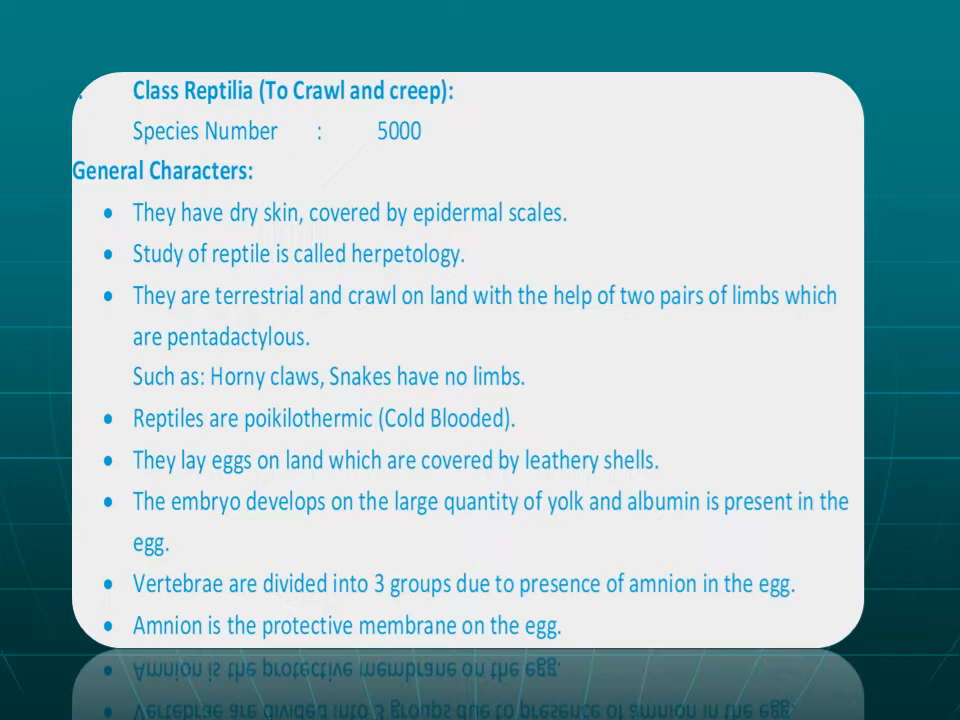 Class Reptilia (To Crawl and creep):
Species Number : 5000
General Characters:
• They have dry skin, covered by epidermal scales.
• Study of reptile is called herpetology.
• They are terrestrial and crawl on land with the help of two pairs of limbs which
are pentadactylous.
Such as: Horny claws, Snakes have no limbs.
• Reptiles are poikilothermic (Cold Blooded).
• They lay eggs on land which are covered by leathery shells.
• The embryo develops on the large quantity of yolk and albumin is present in the
egg.
• Vertebrae are divided into 3 groups due to presence of amnion in the egg.
• Amnion is the protective membrane on the egg.